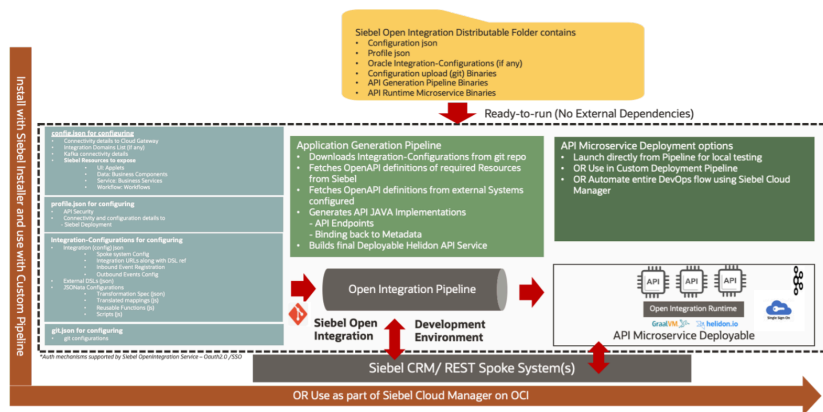 Siebel Open Integration Distributable Folder contains
• Configuration json
• Profile json
• Oracle Integration-Configurations (if any)
• Configuration upload (git) Binaries
• API Generation Pipeline Binaries
• API Runtime Microservice Binaries
Ready-to-run (No External Dependencies)
Install with Siebel Installer and use with Custom Pipeline
config.json for configuring
• Connectivity details to Cloud Gateway
• Integration Domains List (if any)
• Kafka connectivity details
• Siebel Resources to expose
• UI Applets
• Data: Business Components
• Service: Business Services
• Workflow: Workflows
profile.json for configuring
• API Security
• Connectivity and configuration details to
- Siebel Deployment
Integration-Configurations for configuring
• Integration (config) json
• Spoke system Config
• Integration URLs along with DSL ref
• Inbound Event Registration
• Outbound Events Config
• External DSLs (json)
• JSONata Configurations
• Transformation Spec (json)
• Translated mappings (js)
• Reusable Functions (js)
• Scripts (js)
git.json for configuring
• git configurations
*Auth mechanisms supported by Siebel OpenIntegration Service – Oauth2.0 /SSO
Application Generation Pipeline
• Downloads Integration-Configurations from git repo
• Fetches OpenAPI definitions of required Resources
from Siebel
• Fetches OpenAPI definitions from external Systems
configured
• Generates API JAVA Implementations
- API Endpoints
- Binding back to Metadata
• Builds final Deployable Helidon API Service
API Microservice Deployment options
• Launch directly from Pipeline for local testing
• OR Use in Custom Deployment Pipeline
• OR Automate entire DevOps flow using Siebel Cloud
Manager
Open Integration Pipeline
Siebel Open
Integration
Development
Environment
API
API
API
Open Integration Runtime
GraalVM
helidon.io
Single Sign On
API Microservice Deployable
Siebel CRM/ REST Spoke System(s)
OR Use as part of Siebel Cloud Manager on OCI